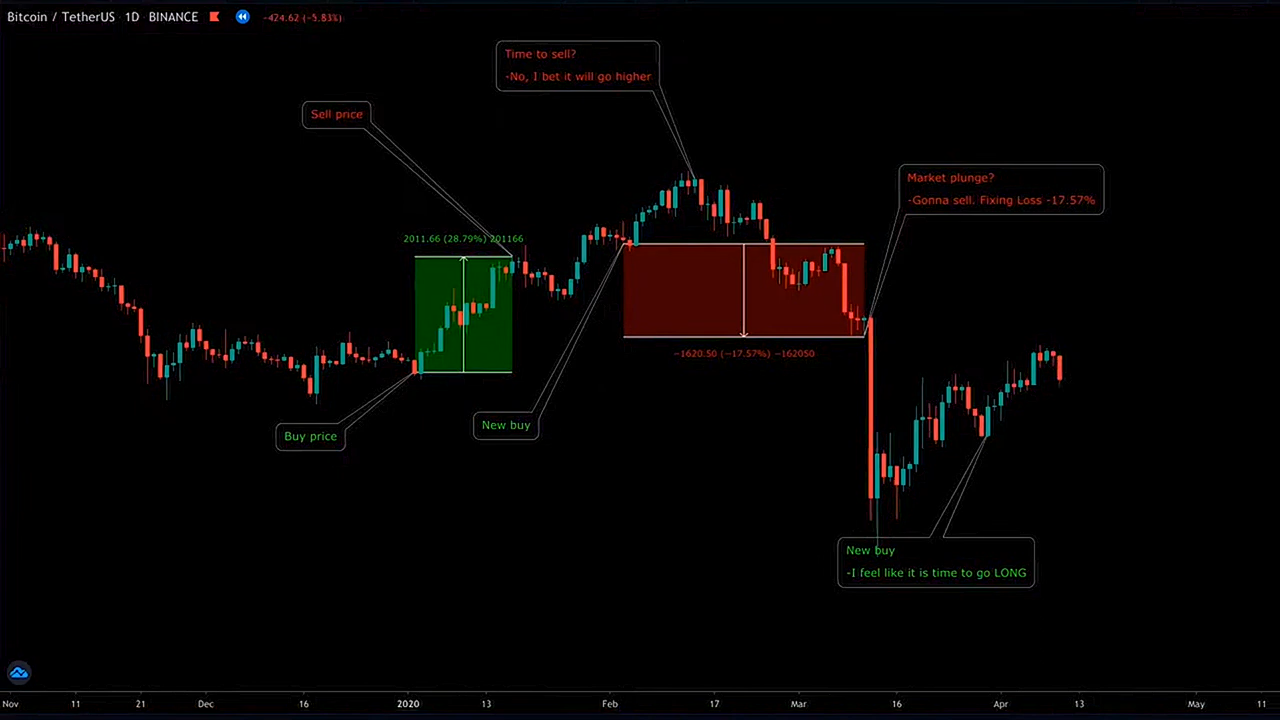 Bitcoin / TetherUS 1D BINANCE -424.62 (-5.83%)
Time to sell?
-No, I bet it will go higher
Sell price
Market plunge?
-Gonna sell. Fixing Loss -17.57%
2011.66 (28.79%) 201166
−1620.50 (−17.57%) −162050
New buy
Buy price
New buy
-I feel like it is time to go LONG
Nov 11 21 Dec 16 2020 13 Feb 17 Mar 16 Apr 13 May 11